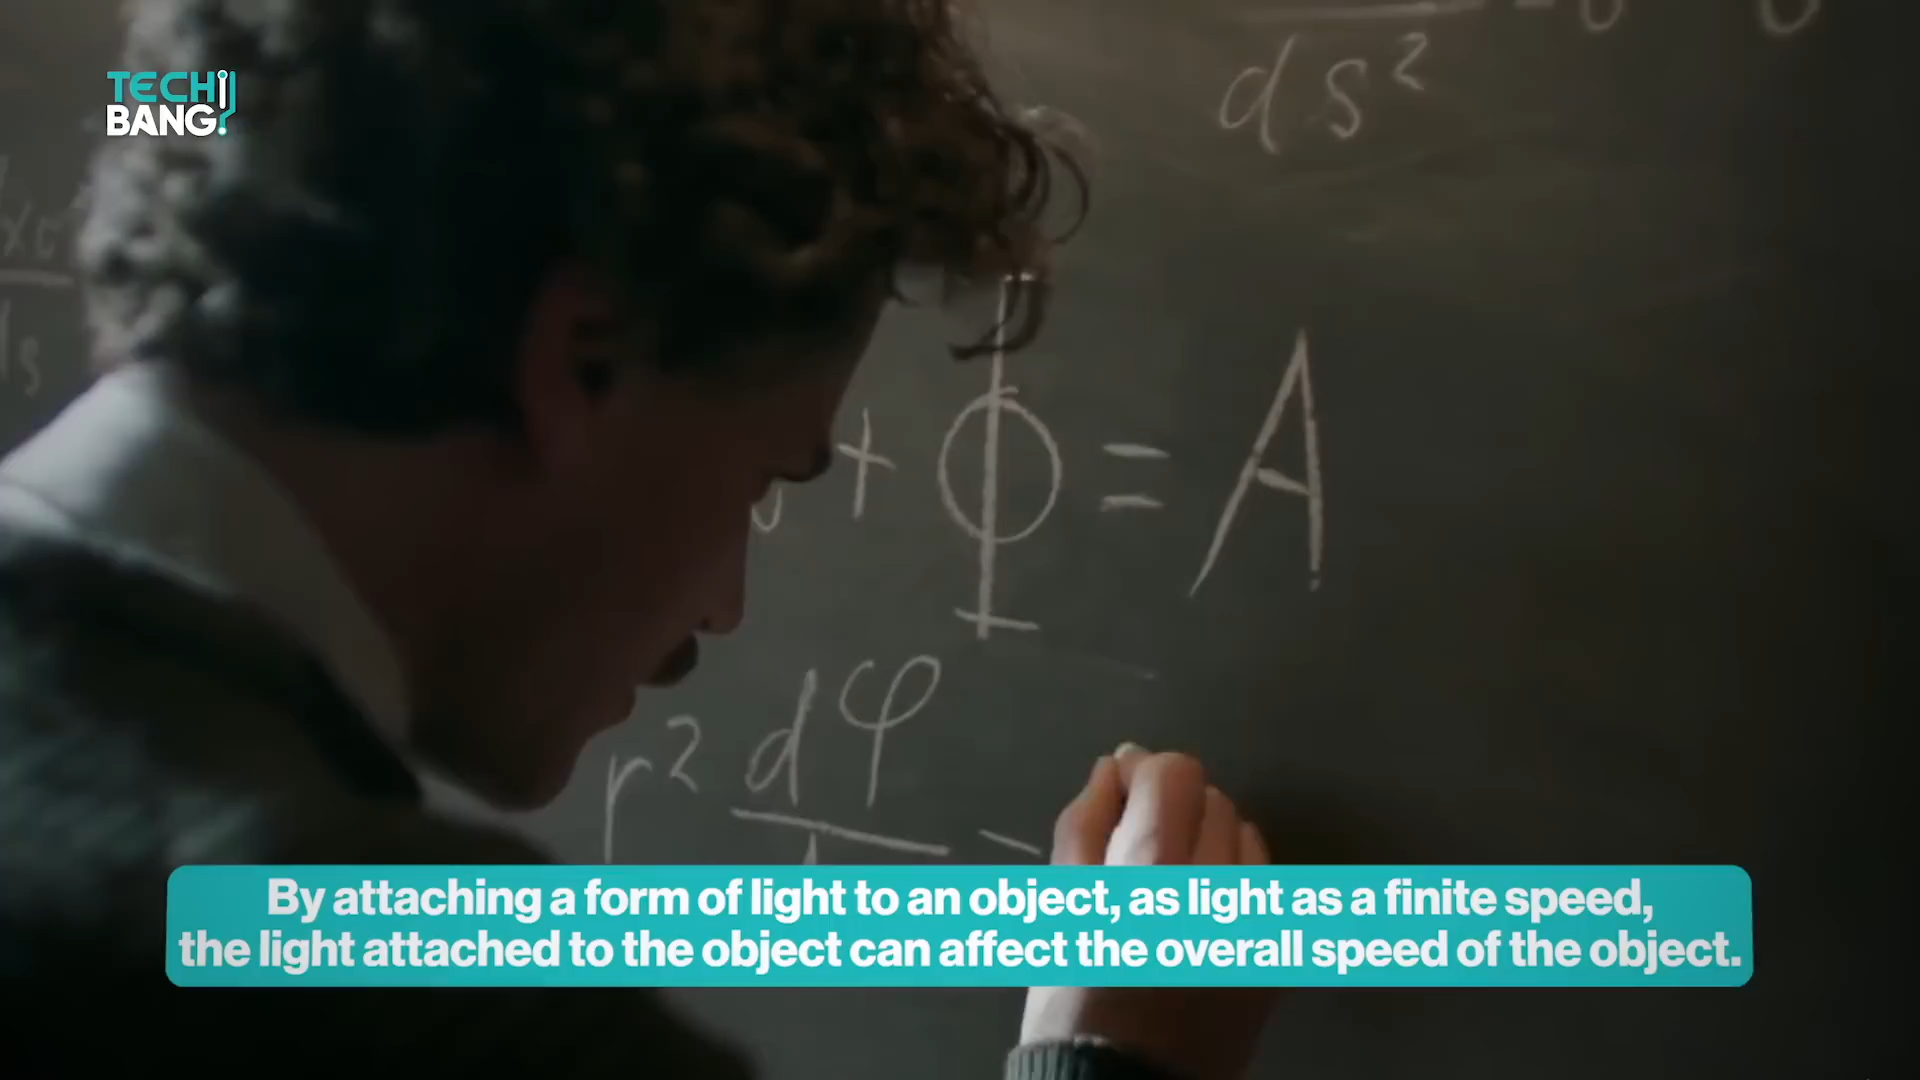 TECH
BANG!
ds²
ds
+ Φ = A
r² dφ
By attaching a form of light to an object, as light as a finite speed,
the light attached to the object can affect the overall speed of the object.